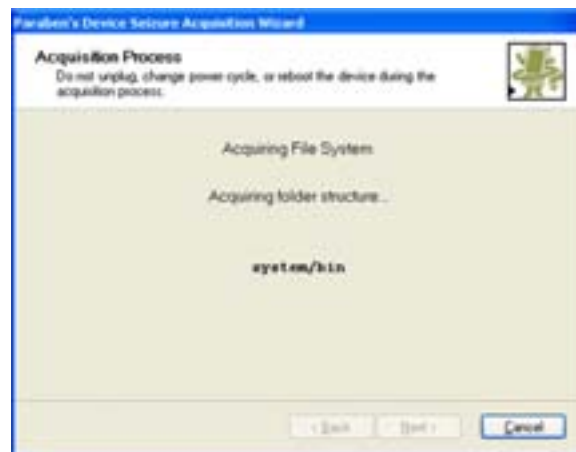 Paraben's Device Seizure Acquisition Wizard
Acquisition Process
Do not unplug, change power cycle, or reboot the device during the
acquisition process.
Acquiring File System
Acquiring folder structure...
system/bin
< Back Next > Cancel